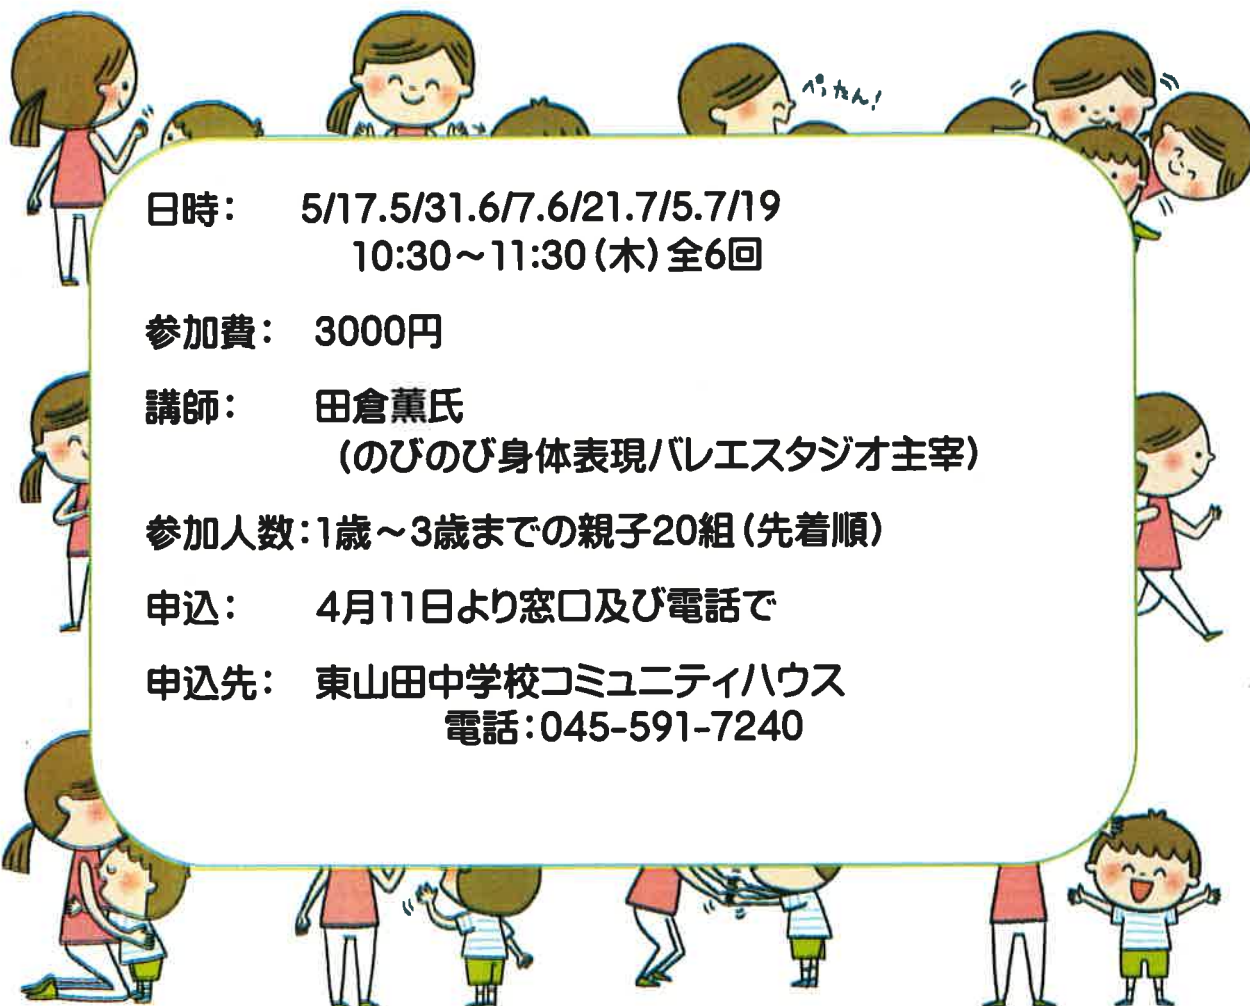 ペったん!
日時： 5/17.5/31.6/7.6/21.7/5.7/19
10:30～11:30（木）全6回
参加費： 3000円
講師： 田倉薫氏
（のびのび身体表現バレエスタジオ主宰）
参加人数：1歳～3歳までの親子20組（先着順）
申込： 4月11日より窓口及び電話で
申込先： 東山田中学校コミュニティハウス
電話：045-591-7240